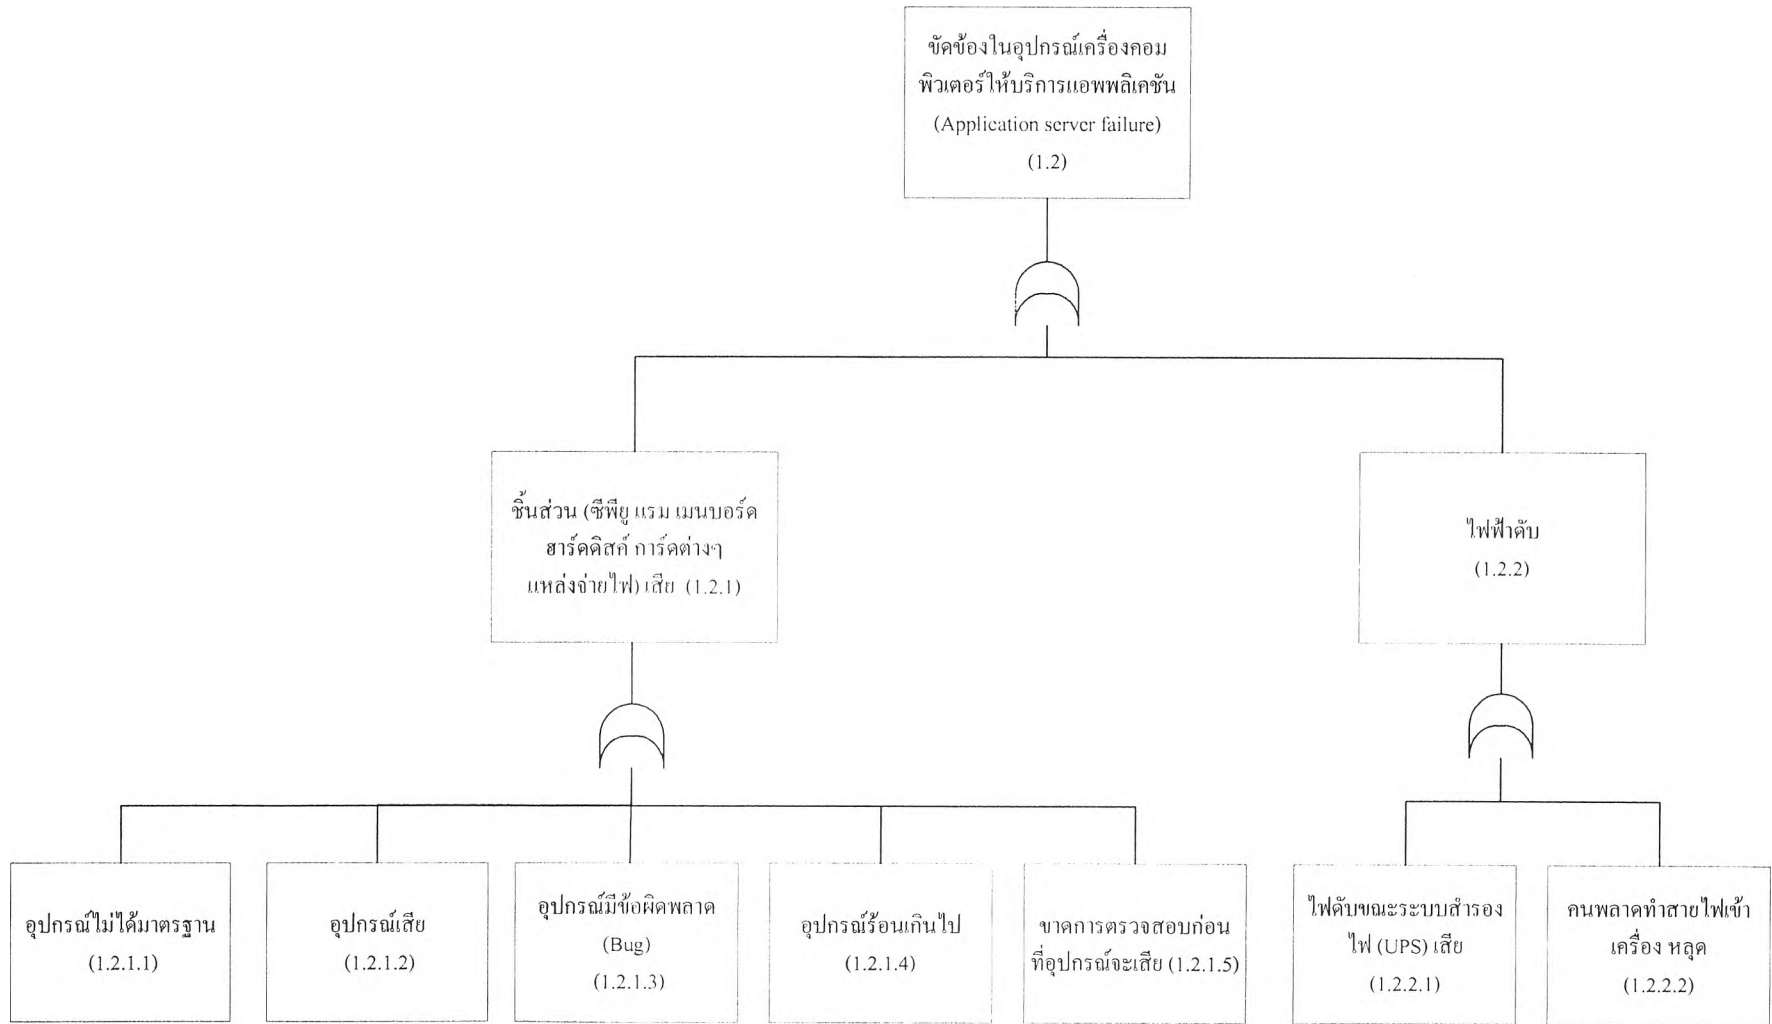 ขัดข้องในอุปกรณ์เครื่องคอม
พิวเตอร์ให้บริการแอพพลิเคชัน
(Application server failure)
(1.2)
ชิ้นส่วน (ซีพียู แรม เมนบอร์ด
ฮาร์ดดิสค์ การ์ดต่างๆ
แหล่งจ่ายไฟ) เสีย (1.2.1)
ไฟฟ้าดับ
(1.2.2)
อุปกรณ์ไม่ได้มาตรฐาน
(1.2.1.1)
อุปกรณ์เสีย
(1.2.1.2)
อุปกรณ์มีข้อผิดพลาด
(Bug)
(1.2.1.3)
อุปกรณ์ร้อนเกินไป
(1.2.1.4)
ขาดการตรวจสอบก่อน
ที่อุปกรณ์จะเสีย (1.2.1.5)
ไฟดับขณะระบบสำรอง
ไฟ (UPS) เสีย
(1.2.2.1)
คนพลาดทำสายไฟเข้า
เครื่อง หลุด
(1.2.2.2)